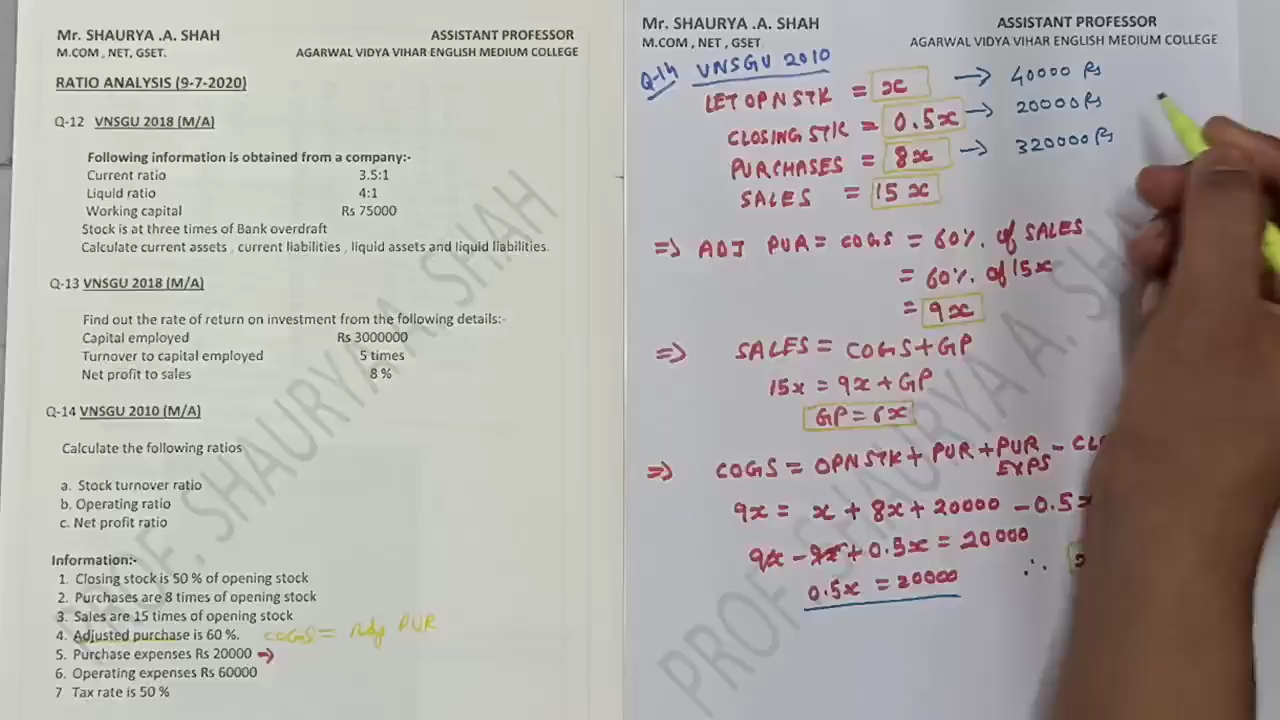 Mr. SHAURYA .A. SHAH
ASSISTANT PROFESSOR
M.COM , NET, GSET.
AGARWAL VIDYA VIHAR ENGLISH MEDIUM COLLEGE
RATIO ANALYSIS (9-7-2020)
Q-12 VNSGU 2018 (M/A)
Following information is obtained from a company:-
Current ratio 3.5:1
Liquid ratio 4:1
Working capital Rs 75000
Stock is at three times of Bank overdraft
Calculate current assets , current liabilities , liquid assets and liquid liabilities.
Q-13 VNSGU 2018 (M/A)
Find out the rate of return on investment from the following details:-
Capital employed Rs 3000000
Turnover to capital employed 5 times
Net profit to sales 8 %
Q-14 VNSGU 2010 (M/A)
Calculate the following ratios
a. Stock turnover ratio
b. Operating ratio
c. Net profit ratio
Information:-
1. Closing stock is 50 % of opening stock
2. Purchases are 8 times of opening stock
3. Sales are 15 times of opening stock
4. Adjusted purchase is 60 %. COGS = Adj PUR
5. Purchase expenses Rs 20000 →
6. Operating expenses Rs 60000
7 Tax rate is 50 %
PROF. SHAURYA A. SHAH
Mr. SHAURYA .A. SHAH
ASSISTANT PROFESSOR
M.COM , NET, GSET
AGARWAL VIDYA VIHAR ENGLISH MEDIUM COLLEGE
Q-14 VNSGU 2010
LET OPN STK = x → 40000 Rs
CLOSING STK = 0.5x → 20000 Rs
PURCHASES = 8x → 320000 Rs
SALES = 15x
⇒ ADJ PUR = COGS = 60%. of SALES
= 60%. of 15x
= 9x
⇒ SALES = COGS + GP
15x = 9x + GP
GP = 6x
⇒ COGS = OPN STK + PUR + PUR EXPS - CLO
9x = x + 8x + 20000 - 0.5x
9x - 9x + 0.5x = 20000
0.5x = 20000 ∴
PROF. SHAURYA A.